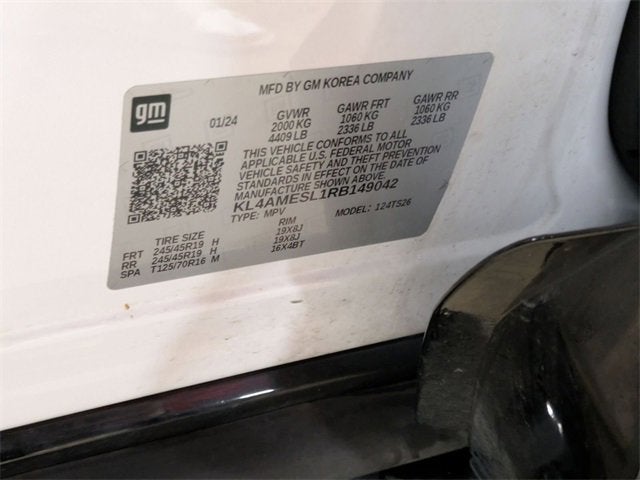 MFD BY GM KOREA COMPANY
gm
01/24 GVWR GAWR FRT GAWR RR
2000 KG 1060 KG 1060 KG
4409 LB 2336 LB 2336 LB
THIS VEHICLE CONFORMS TO ALL
APPLICABLE U.S. FEDERAL MOTOR
VEHICLE SAFETY AND THEFT PREVENTION
STANDARDS IN EFFECT ON THE DATE OF
MANUFACTURE SHOWN ABOVE.
KL4AMESL1RB149042
TYPE: MPV MODEL: 124TS26
TIRE SIZE RIM
FRT 245/45R19 H 19X8J
RR 245/45R19 H 19X8J
SPA T125/70R16 M 16X4BT